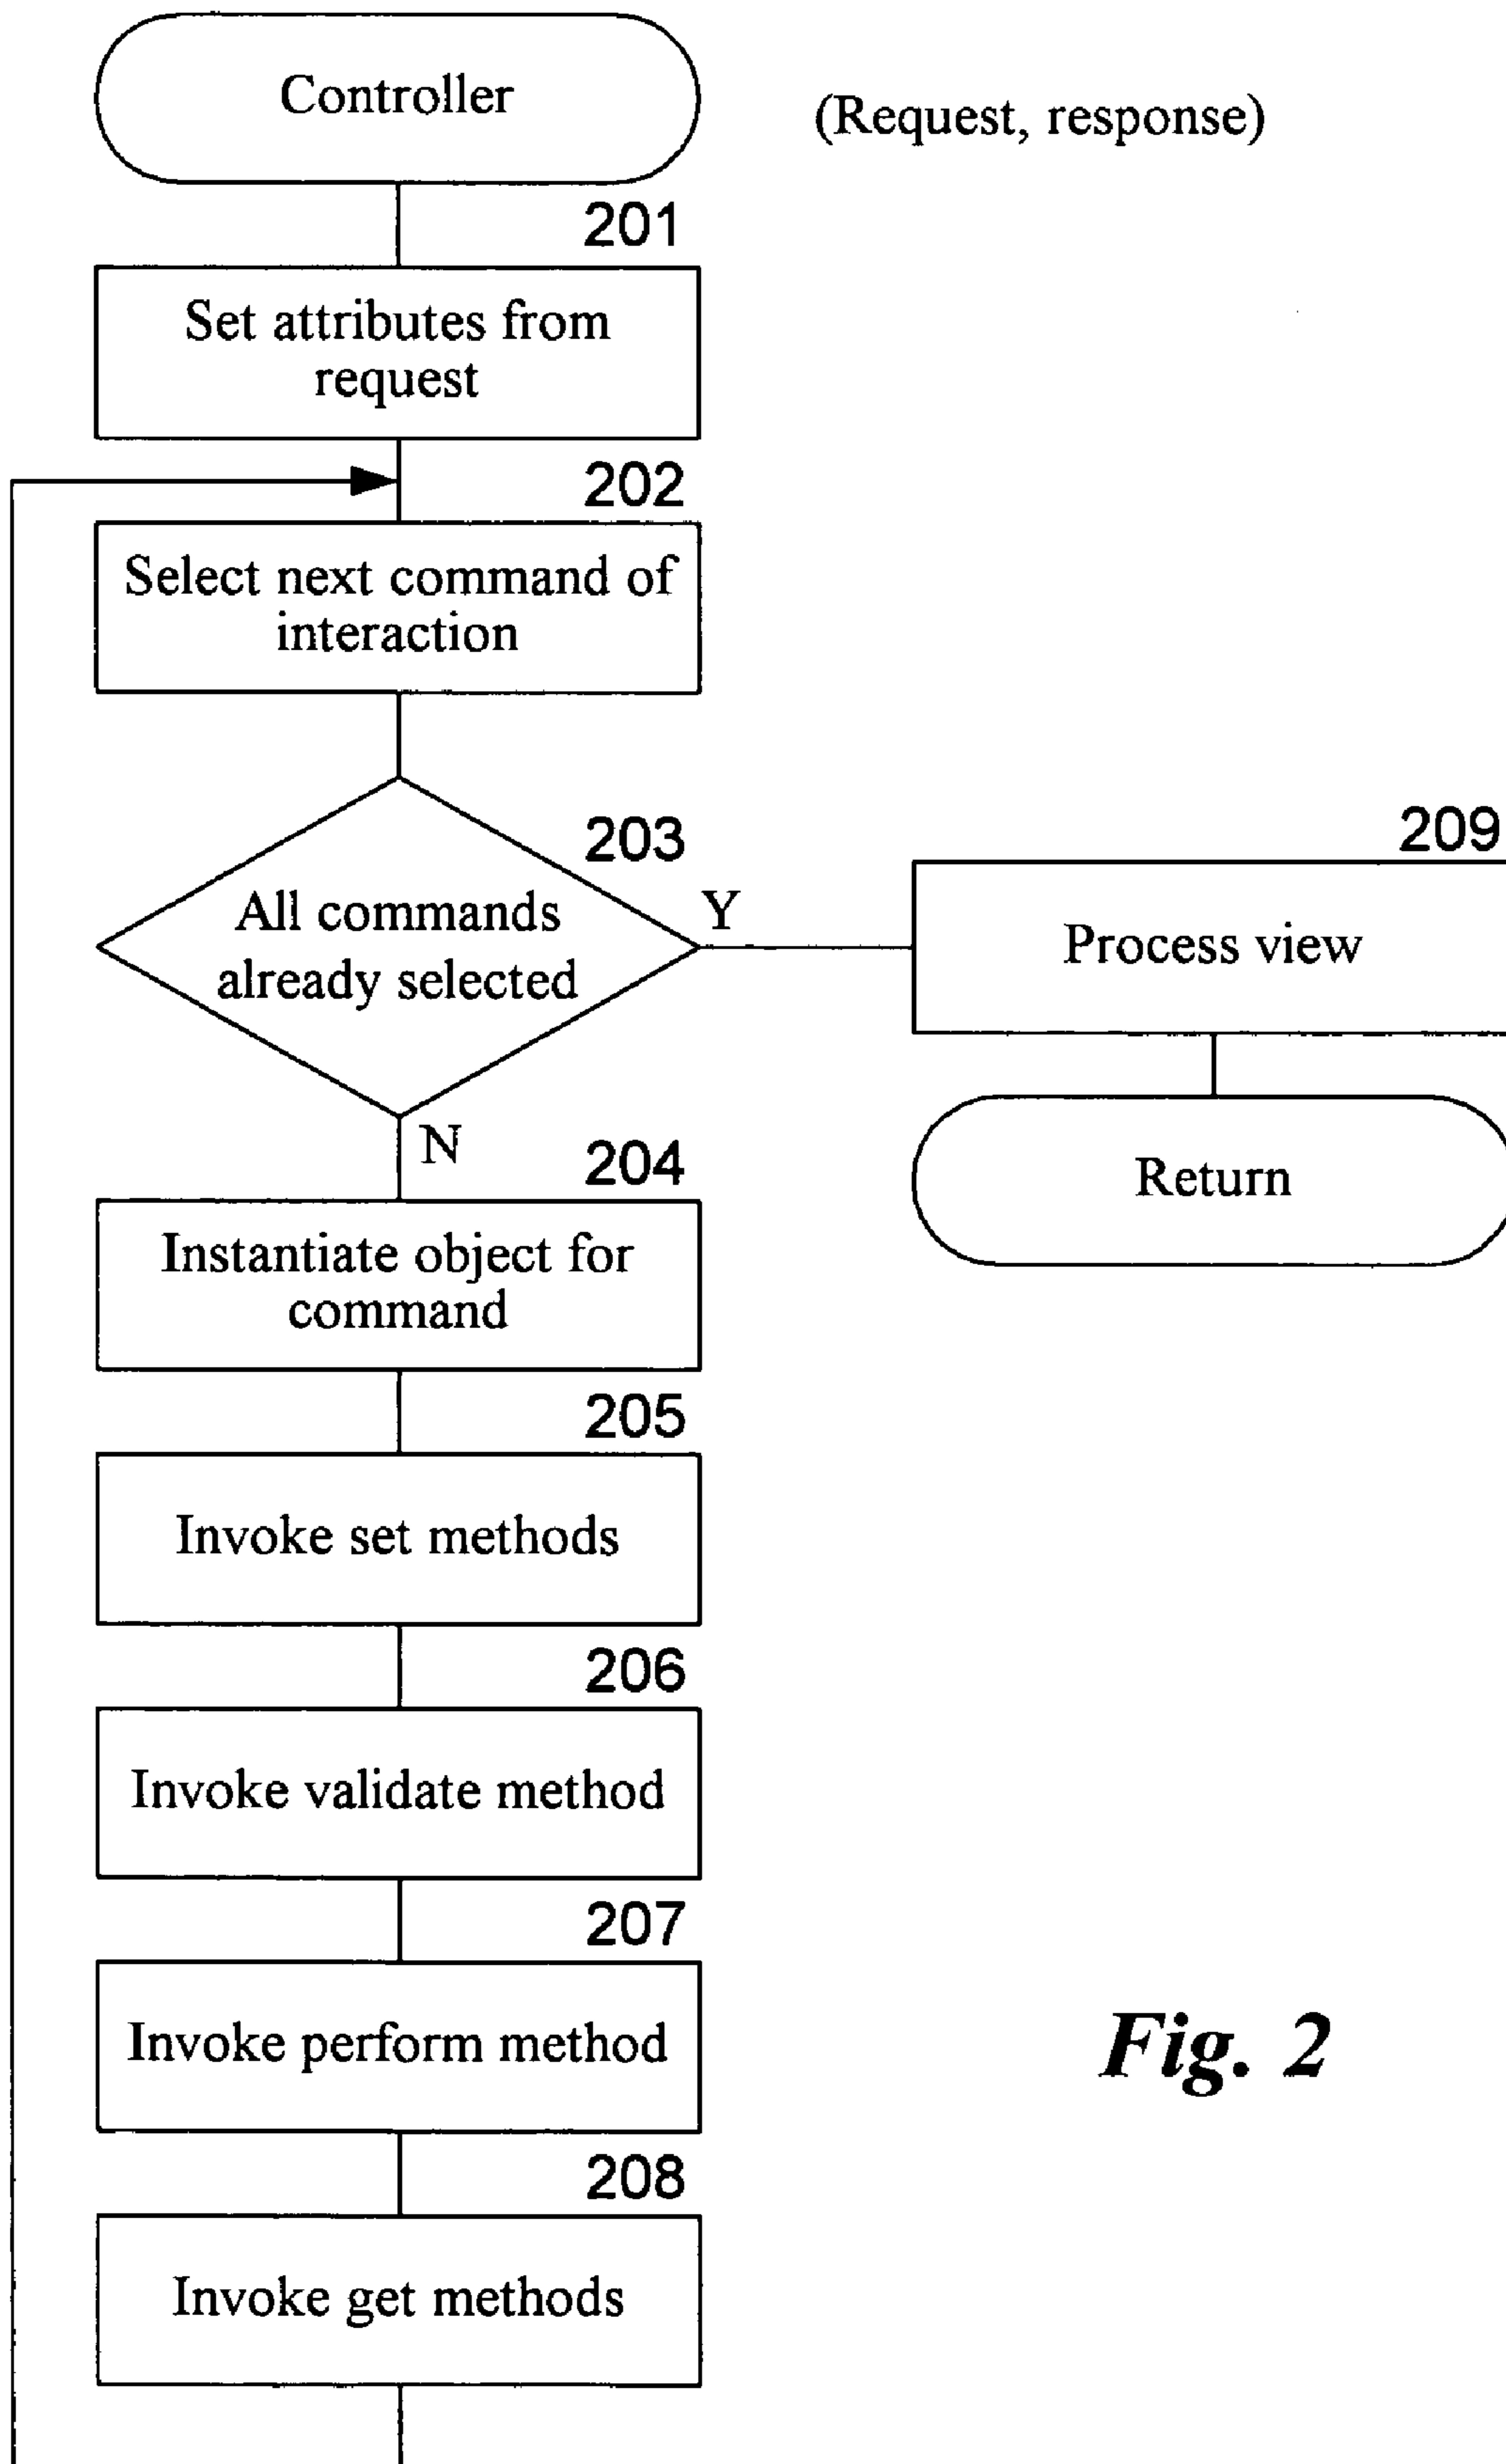 Controller
(Request, response)
201
Set attributes from
request
202
Select next command of
interaction
203
All commands
already selected
Y
209
Process view
Return
N
204
Instantiate object for
command
205
Invoke set methods
206
Invoke validate method
207
Invoke perform method
208
Invoke get methods
Fig. 2